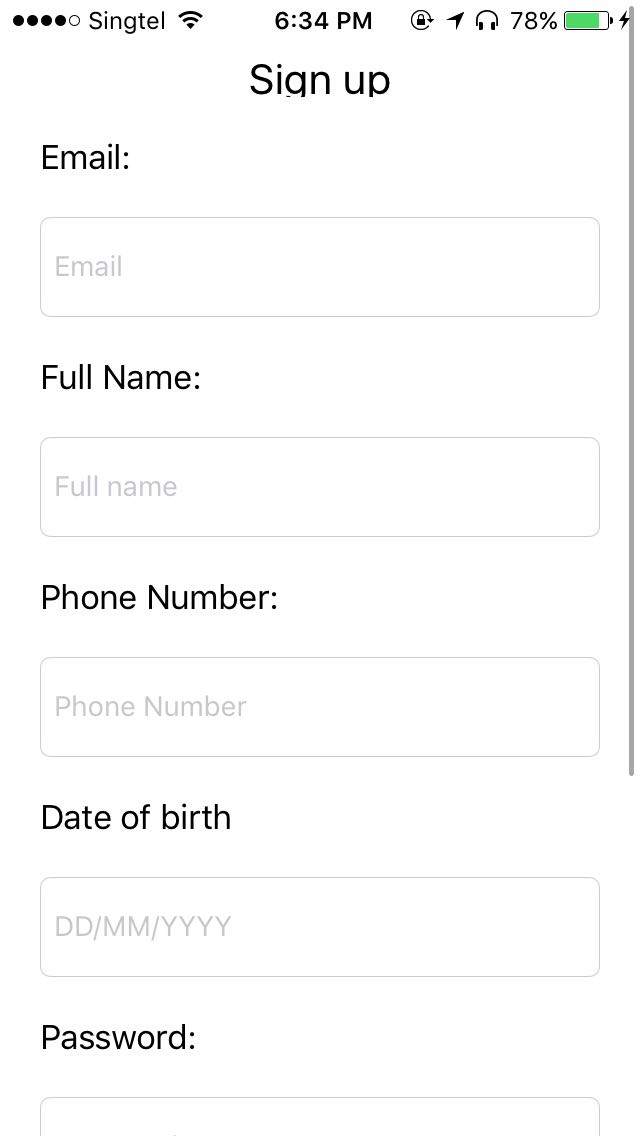 Singtel 6:34 PM 78%
Sign up
Email:
Email
Full Name:
Full name
Phone Number:
Phone Number
Date of birth
DD/MM/YYYY
Password: